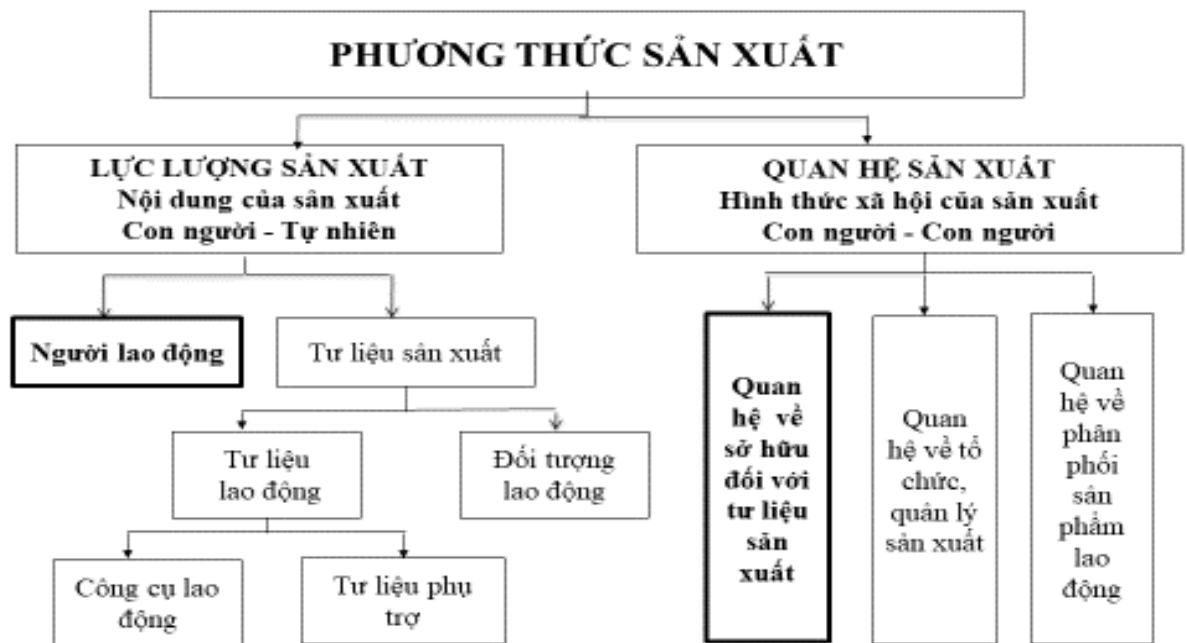 PHƯƠNG THỨC SẢN XUẤT
LỰC LƯỢNG SẢN XUẤT
Nội dung của sản xuất
Con người - Tự nhiên
QUAN HỆ SẢN XUẤT
Hình thức xã hội của sản xuất
Con người - Con người
Người lao động
Tư liệu sản xuất
Tư liệu
lao động
Đối tượng
lao động
Công cụ lao
động
Tư liệu phụ
trợ
Quan
hệ về
sở hữu
đối với
tư liệu
sản
xuất
Quan
hệ về tổ
chức,
quản lý
sản xuất
Quan
hệ về
phân
phối
sản
phẩm
lao
động